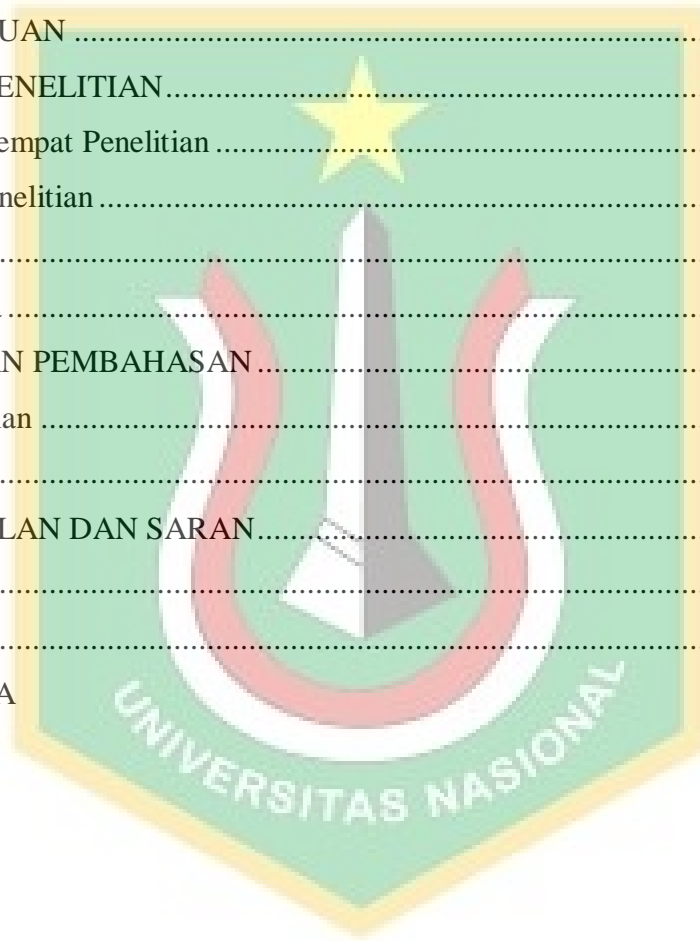 UAN ........................................................................
ENELITIAN..............................................................
empat Penelitian .......................................................
nelitian .....................................................................
.................................................................................
................................................................................
N PEMBAHASAN..................................................
an .............................................................................
.................................................................................
LAN DAN SARAN..................................................
.................................................................................
.................................................................................
A
UNIVERSITAS NASIONAL